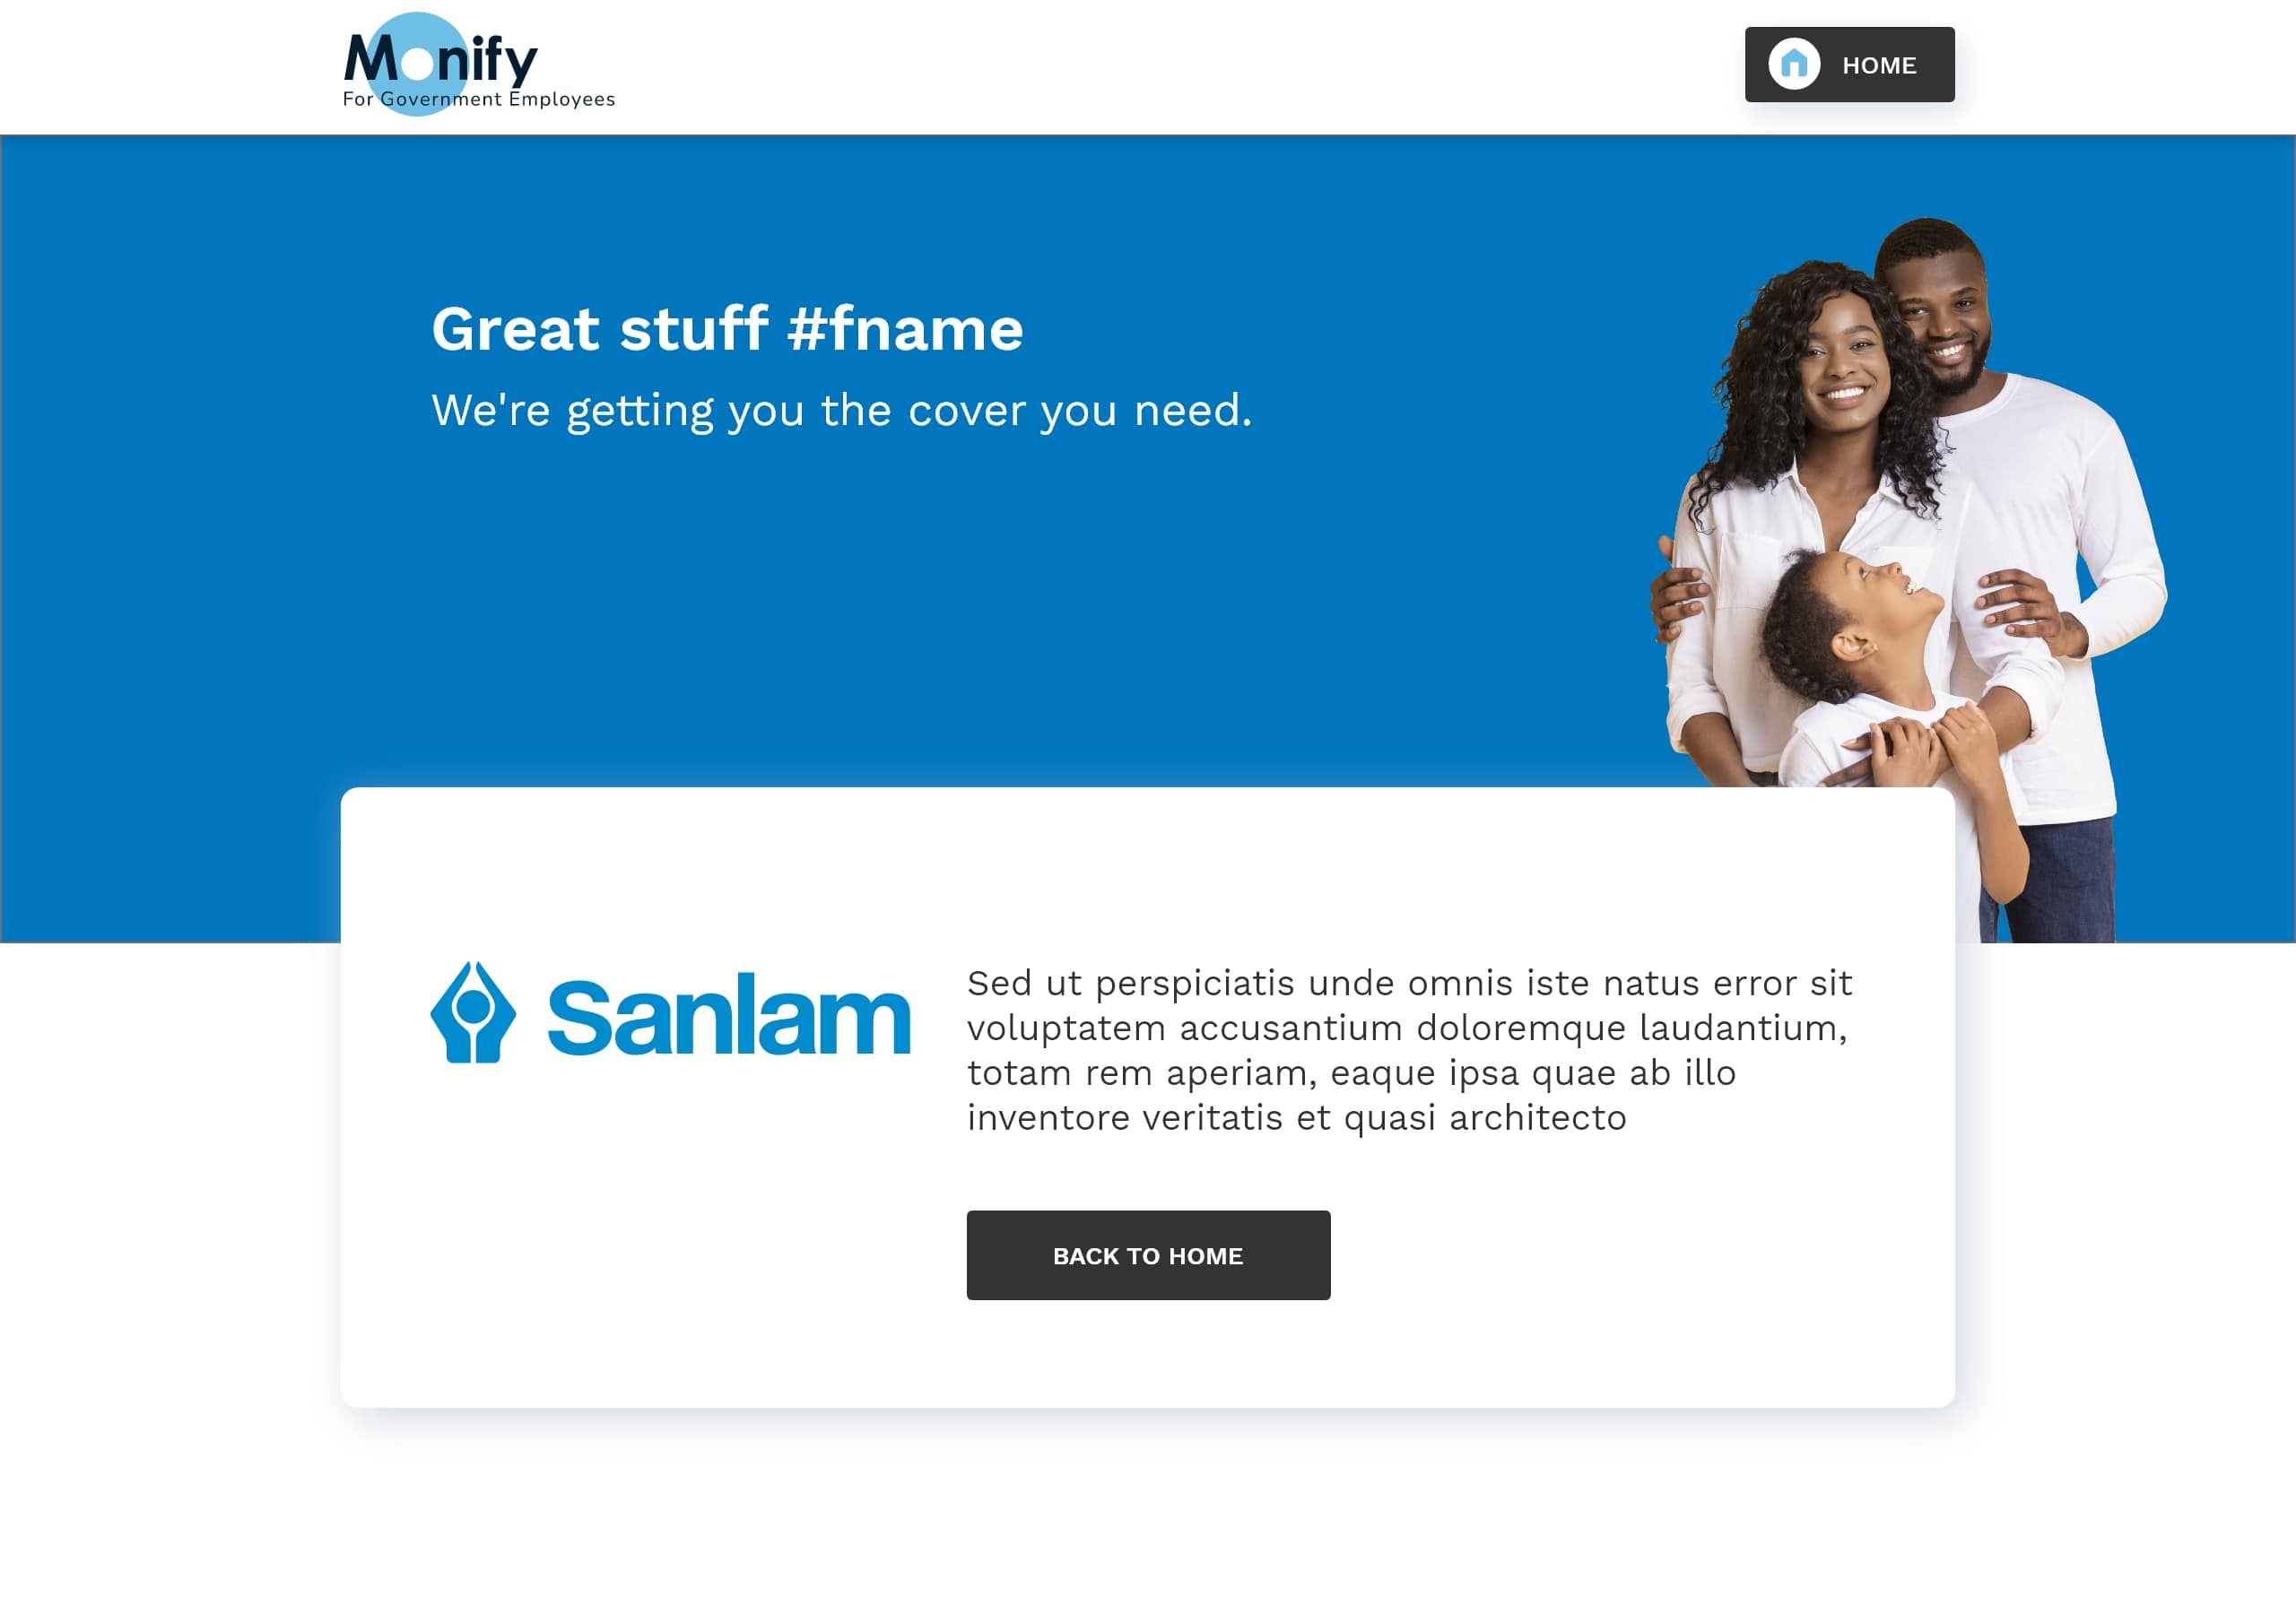 Monify
For Government Employees
HOME
Great stuff #fname
We're getting you the cover you need.
Sanlam
Sed ut perspiciatis unde omnis iste natus error sit
voluptatem accusantium doloremque laudantium,
totam rem aperiam, eaque ipsa quae ab illo
inventore veritatis et quasi architecto
BACK TO HOME